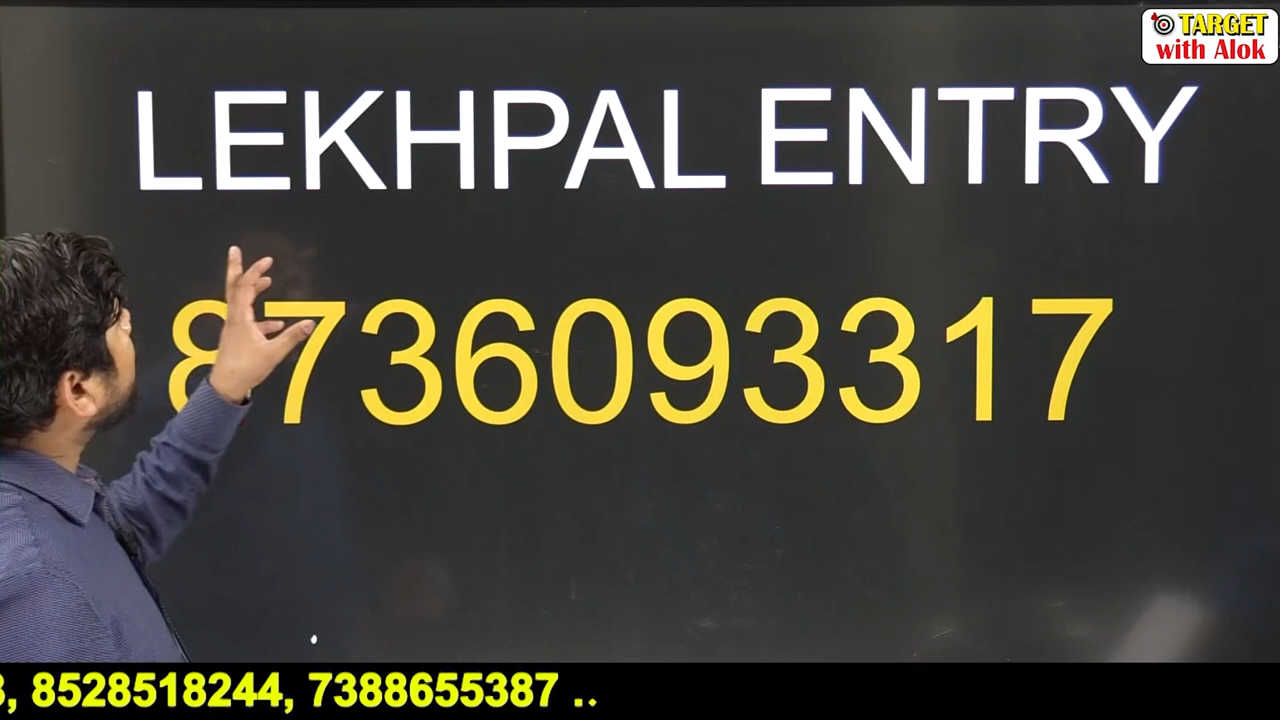 TARGET
with Alok
LEKHPAL ENTRY
8736093317
, 8528518244, 7388655387 ..